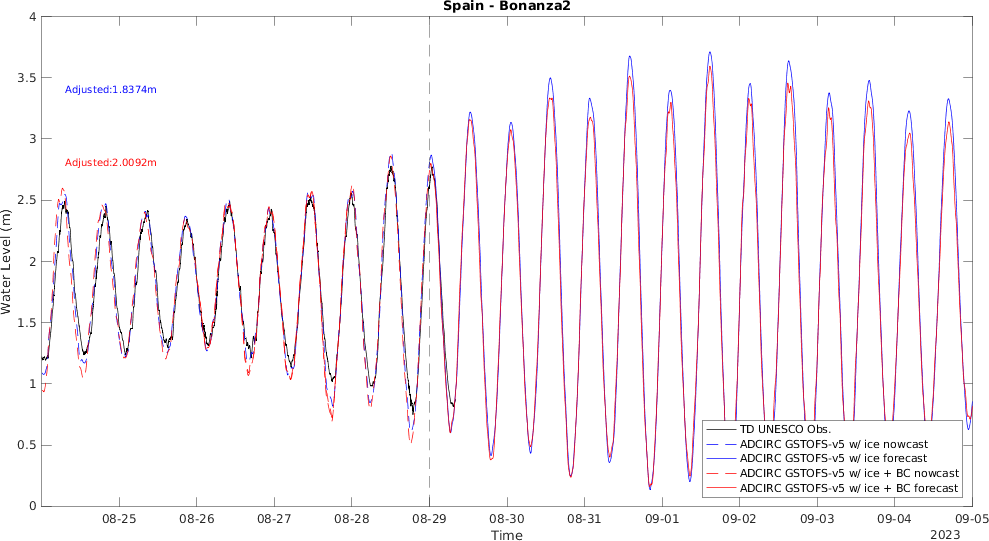 Spain - Bonanza2
4
3.5
3
2.5
2
1.5
1
0.5
0
Water Level (m)
Adjusted:1.8374m
Adjusted:2.0092m
TD UNESCO Obs.
ADCIRC GSTOFS-v5 w/ ice nowcast
ADCIRC GSTOFS-v5 w/ ice forecast
ADCIRC GSTOFS-v5 w/ ice + BC nowcast
ADCIRC GSTOFS-v5 w/ ice + BC forecast
08-25 08-26 08-27 08-28 08-29 08-30 08-31 09-01 09-02 09-03 09-04 09-05
Time
2023